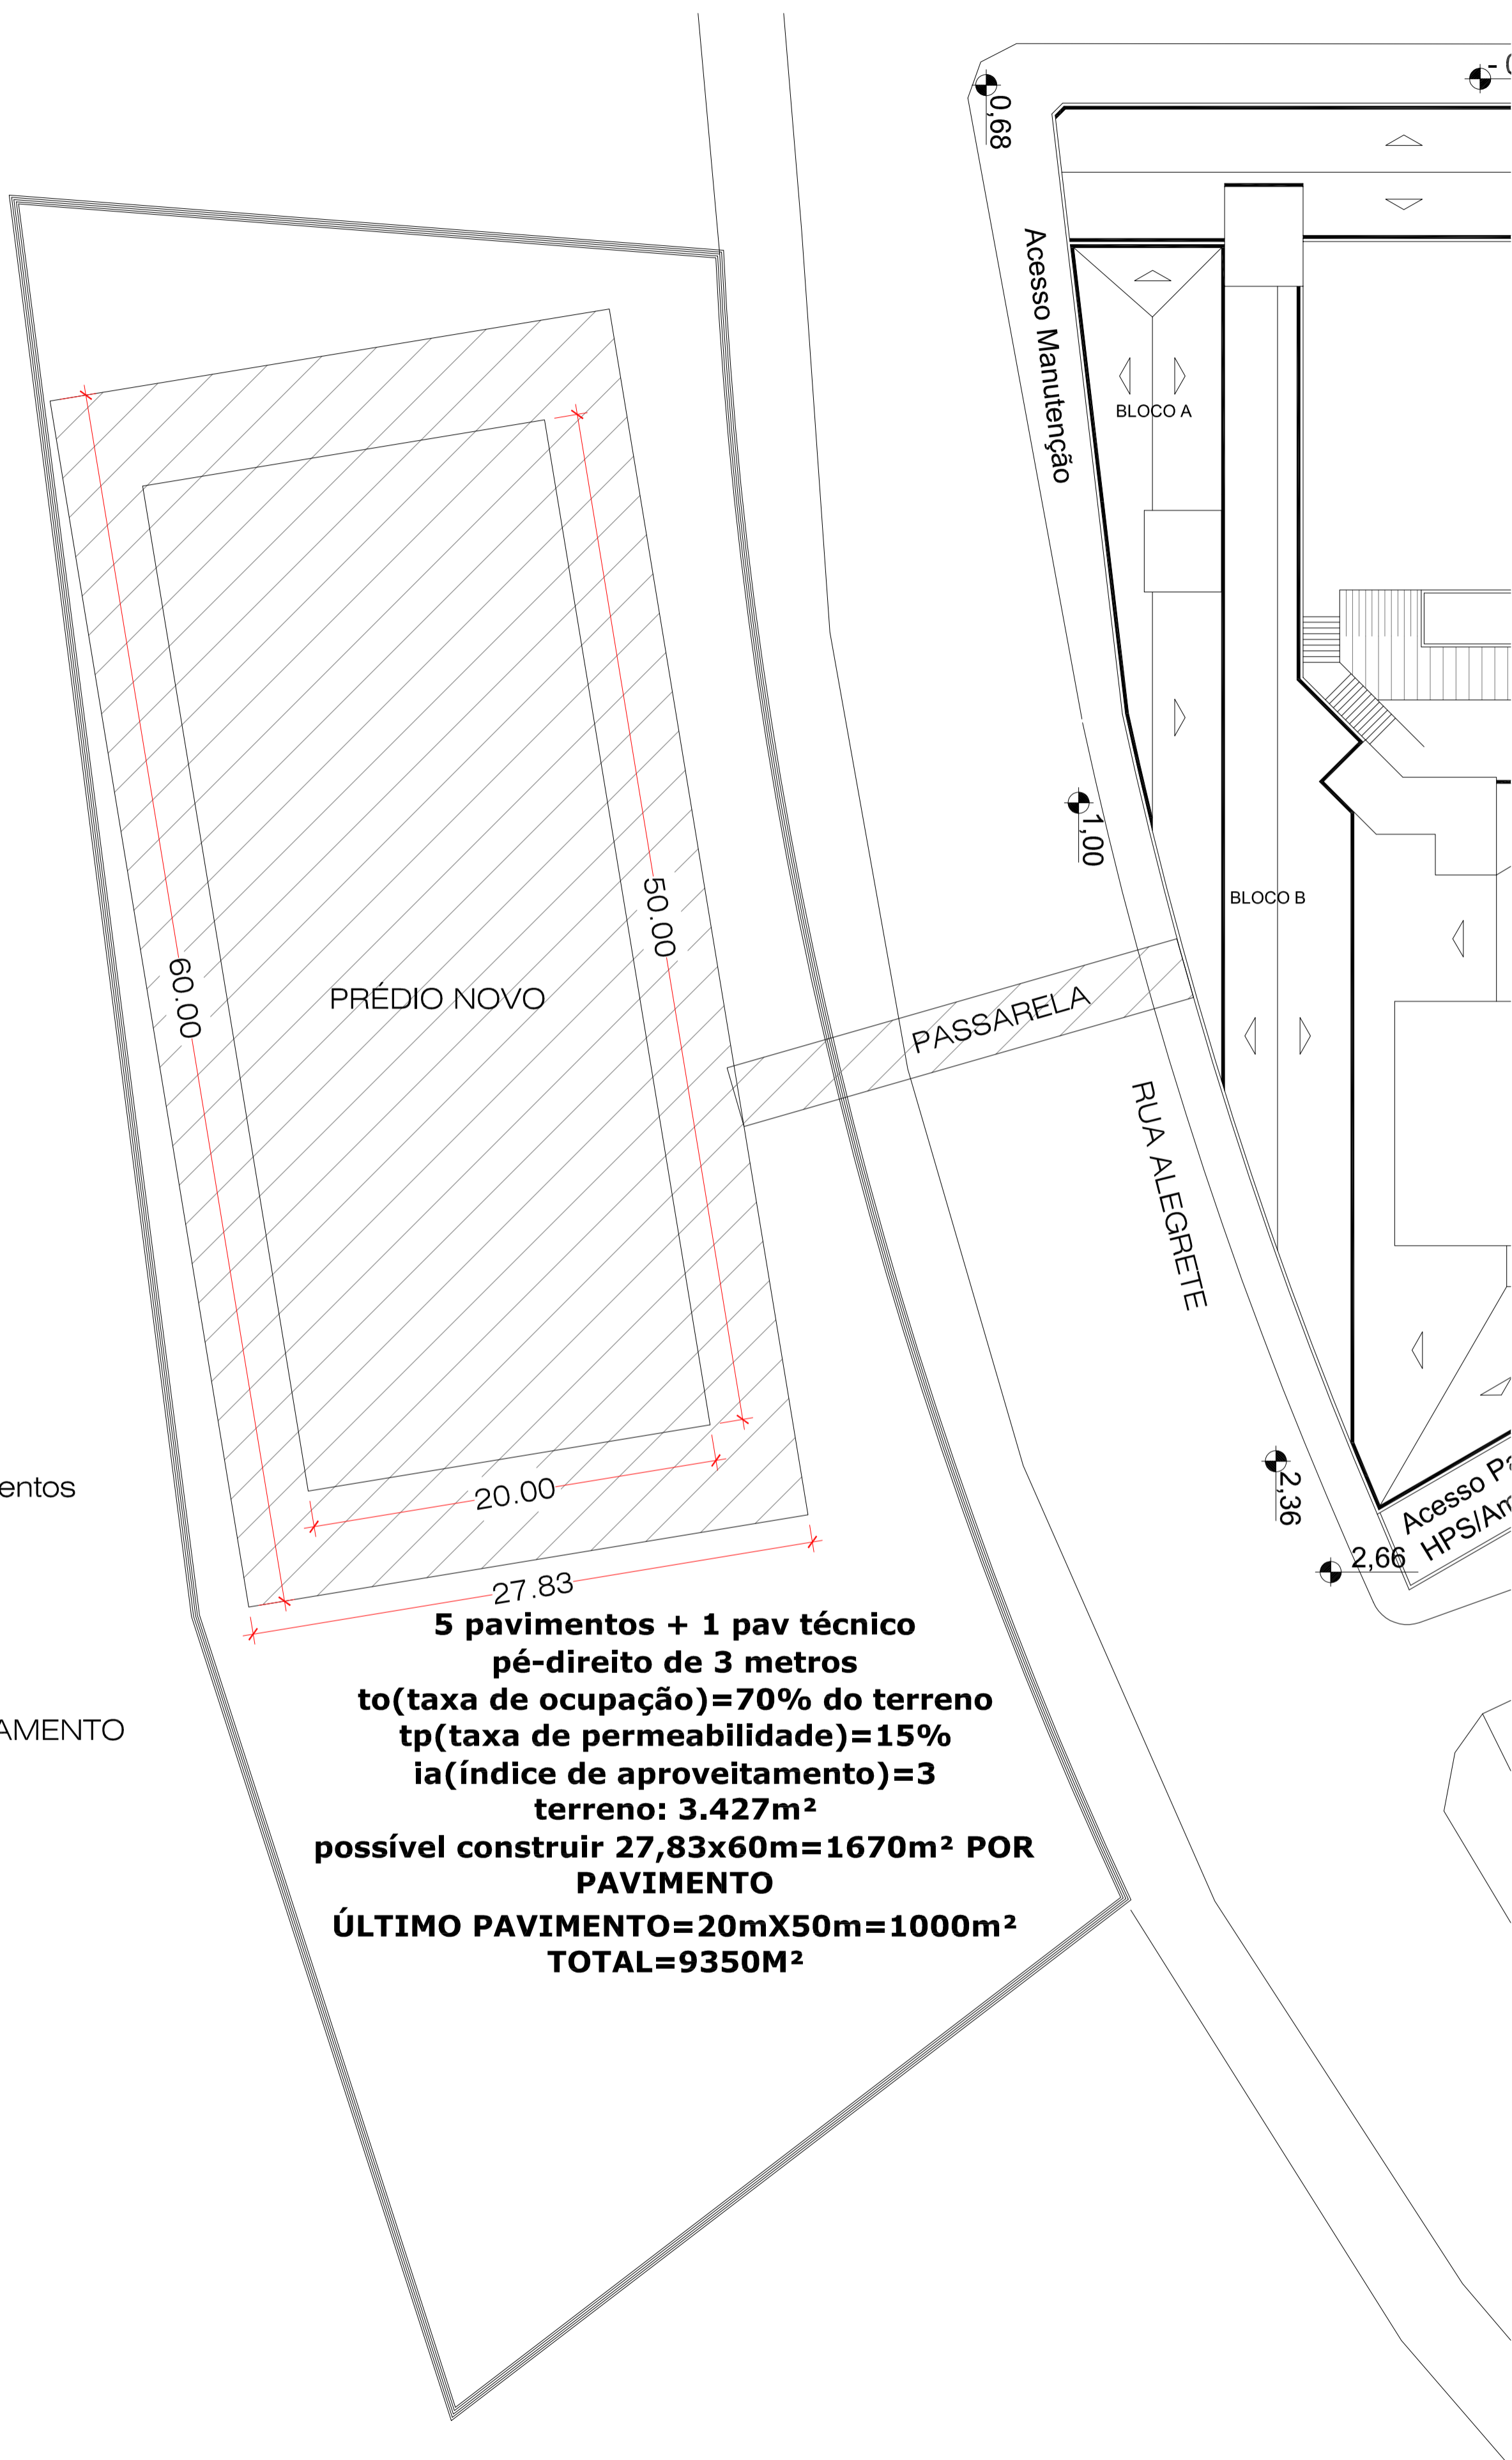 - 0
0,68
Acesso Manutenção
BLOCO A
1,00
50.00
BLOCO B
60.00
PRÉDIO NOVO
PASSARELA
RUA ALEGRETE
entos
20.00
2,36
Acesso Pa
HPS/Am
2,66
27.83
5 pavimentos + 1 pav técnico
pé-direito de 3 metros
to(taxa de ocupação)=70% do terreno
tp(taxa de permeabilidade)=15%
ia(índice de aproveitamento)=3
terreno: 3.427m²
possível construir 27,83x60m=1670m² POR
PAVIMENTO
ÚLTIMO PAVIMENTO=20mX50m=1000m²
TOTAL=9350M²
AMENTO